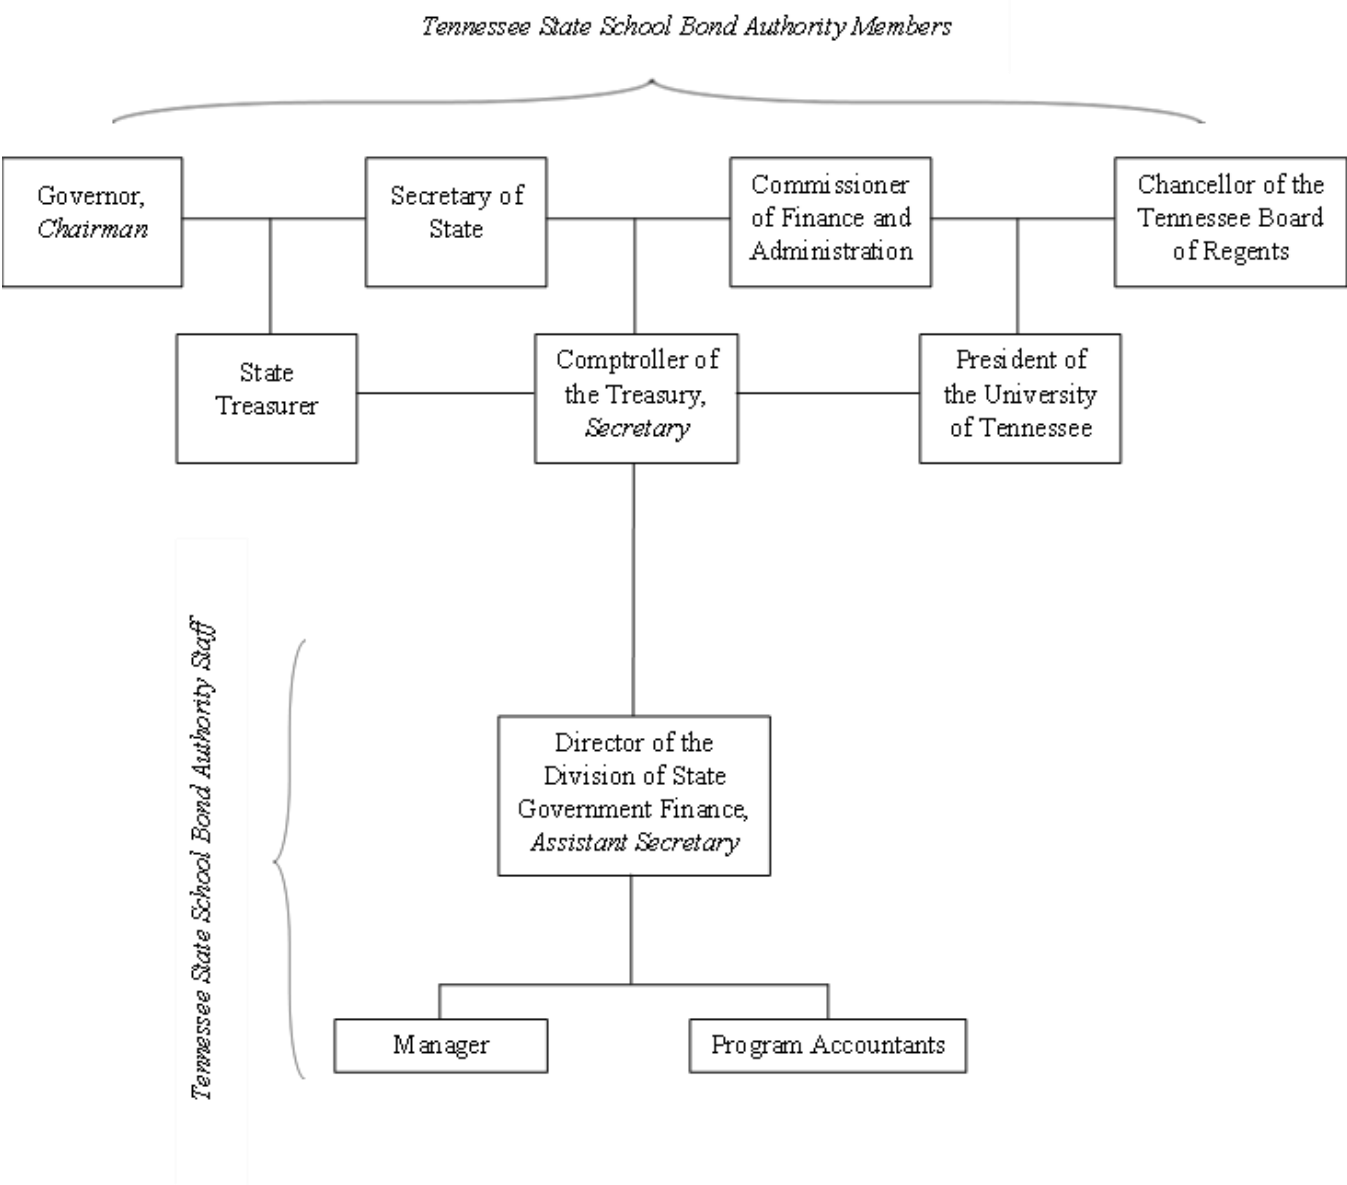 Tennessee State School Bond Authority Members
Governor,
Chairman
Secretary of
State
Commissioner
of Finance and
Administration
Chancellor of the
Tennessee Board
of Regents
State
Treasurer
Comptroller of
the Treasury,
Secretary
President of
the University
of Tennessee
Tennessee State School Bond Authority Staff
Director of the
Division of State
Government Finance,
Assistant Secretary
Manager
Program Accountants